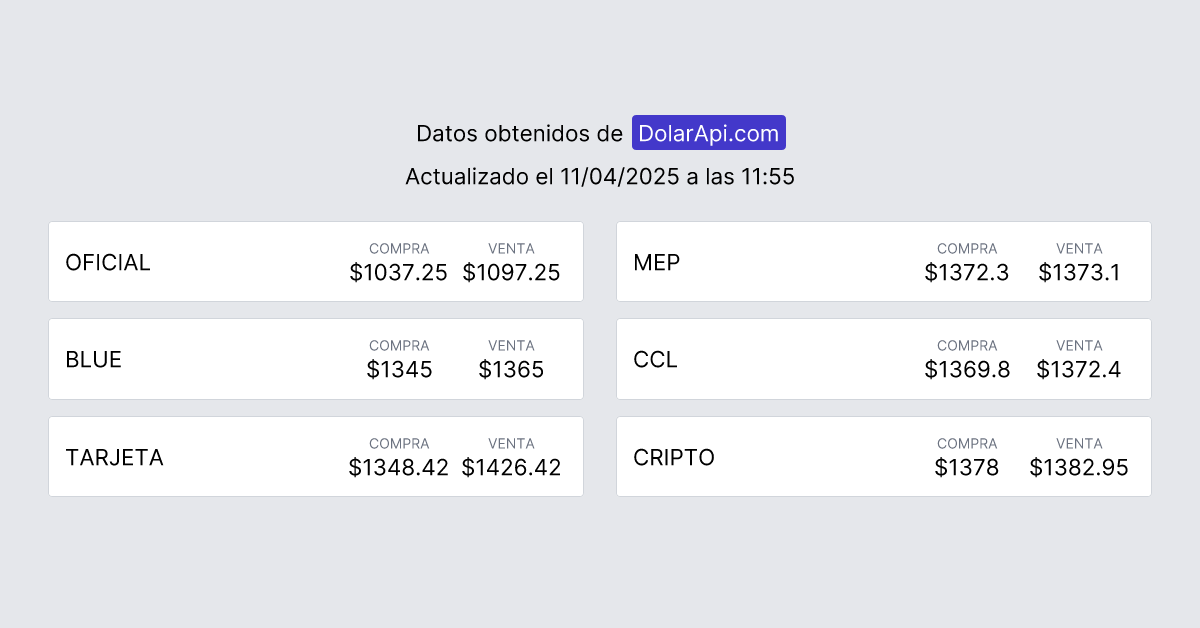 Datos obtenidos de DolarApi.com
Actualizado el 11/04/2025 a las 11:55
OFICIAL
COMPRA VENTA
$1037.25 $1097.25
MEP
COMPRA VENTA
$1372.3 $1373.1
BLUE
COMPRA VENTA
$1345 $1365
CCL
COMPRA VENTA
$1369.8 $1372.4
TARJETA
COMPRA VENTA
$1348.42 $1426.42
CRIPTO
COMPRA VENTA
$1378 $1382.95